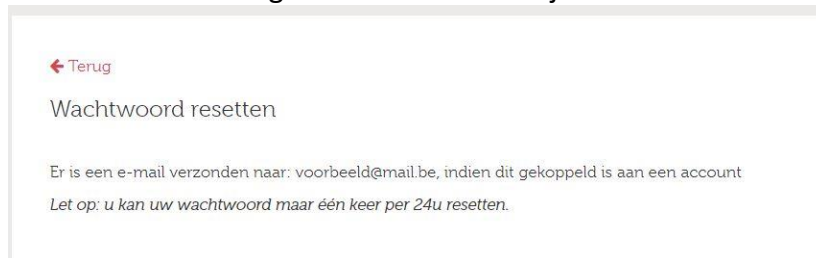 Terug
Wachtwoord resetten
Er is een e-mail verzonden naar: voorbeeld@mail.be, indien dit gekoppeld is aan een account
Let op: u kan uw wachtwoord maar één keer per 24u resetten.